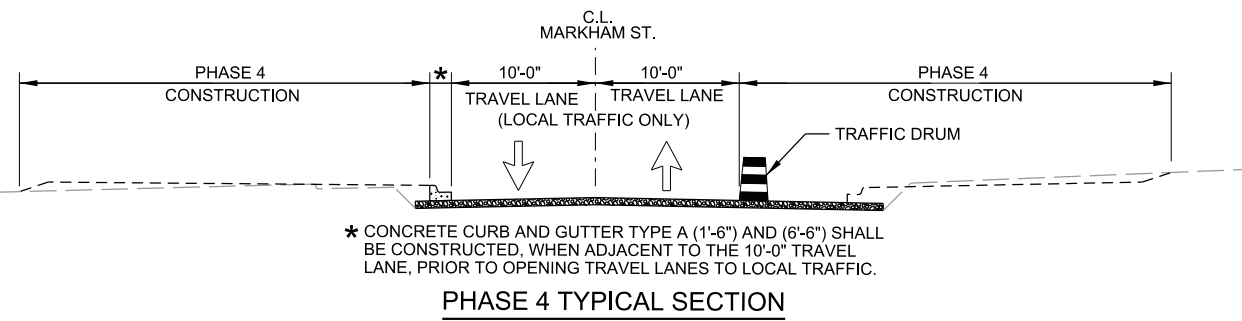 C.L.
MARKHAM ST.
PHASE 4
CONSTRUCTION
*
10'-0"
TRAVEL LANE
10'-0"
TRAVEL LANE
(LOCAL TRAFFIC ONLY)
PHASE 4
CONSTRUCTION
TRAFFIC DRUM
* CONCRETE CURB AND GUTTER TYPE A (1'-6") AND (6'-6") SHALL
BE CONSTRUCTED, WHEN ADJACENT TO THE 10'-0" TRAVEL
LANE, PRIOR TO OPENING TRAVEL LANES TO LOCAL TRAFFIC.
PHASE 4 TYPICAL SECTION